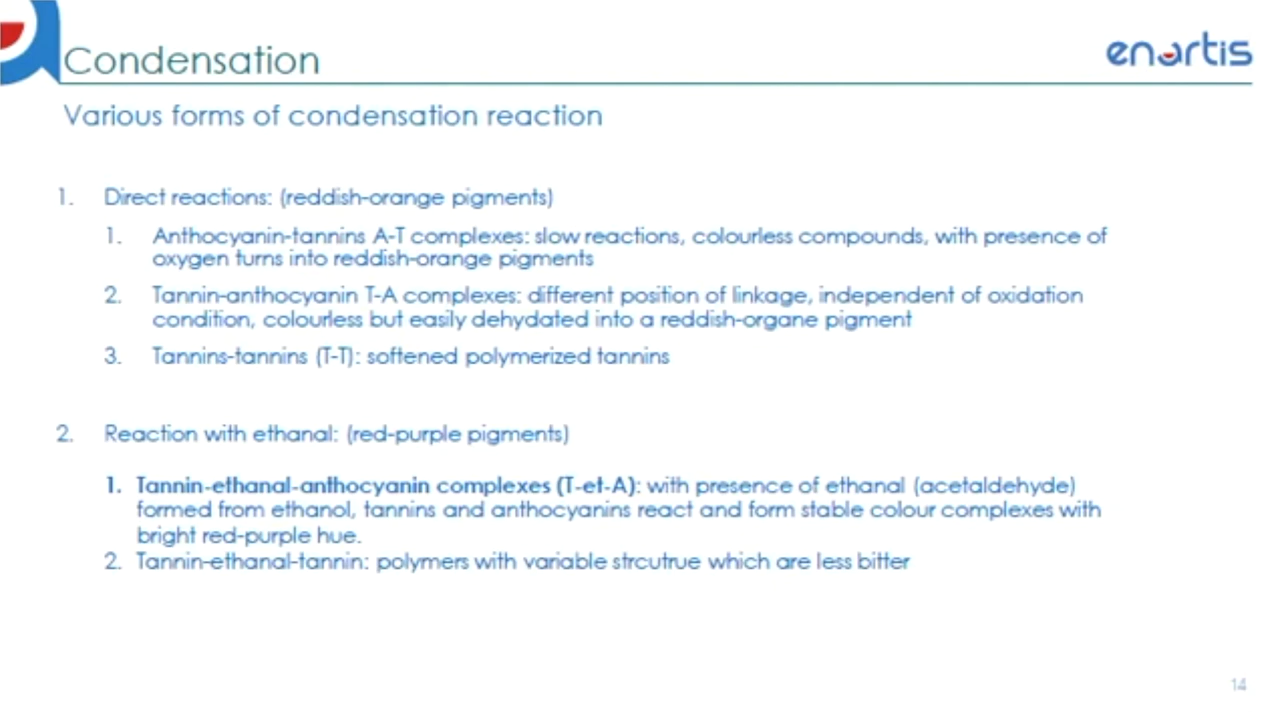 Condensation
enartis
Various forms of condensation reaction
1. Direct reactions: (reddish-orange pigments)
1. Anthocyanin-tannins A-T complexes: slow reactions, colourless compounds, with presence of
oxygen turns into reddish-orange pigments
2. Tannin-anthocyanin T-A complexes: different position of linkage, independent of oxidation
condition, colourless but easily dehydated into a reddish-organe pigment
3. Tannins-tannins (T-T): softened polymerized tannins
2. Reaction with ethanal: (red-purple pigments)
1. Tannin-ethanal-anthocyanin complexes (T-et-A): with presence of ethanal (acetaldehyde)
formed from ethanol, tannins and anthocyanins react and form stable colour complexes with
bright red-purple hue.
2. Tannin-ethanal-tannin: polymers with variable strcutrue which are less bitter
14